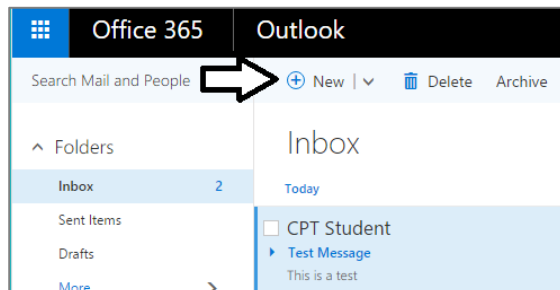 Office 365 Outlook
Search Mail and People New Delete Archive
Folders
Inbox 2
Sent Items
Drafts
More
Inbox
Today
CPT Student
Test Message
This is a test